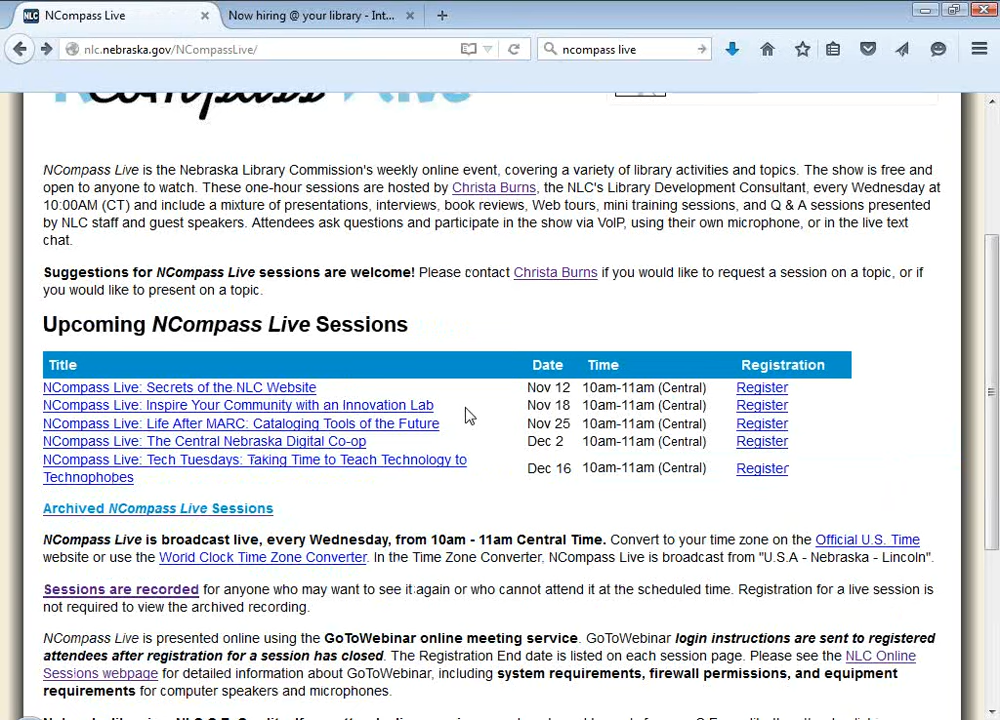 NLC NCompass Live
Now hiring @ your library - Int...
nlc.nebraska.gov/NCompassLive/
ncompass live
NCompass Live
NCompass Live is the Nebraska Library Commission's weekly online event, covering a variety of library activities and topics. The show is free and
open to anyone to watch. These one-hour sessions are hosted by Christa Burns, the NLC's Library Development Consultant, every Wednesday at
10:00AM (CT) and include a mixture of presentations, interviews, book reviews, Web tours, mini training sessions, and Q & A sessions presented
by NLC staff and guest speakers. Attendees ask questions and participate in the show via VoIP, using their own microphone, or in the live text
chat.
Suggestions for NCompass Live sessions are welcome! Please contact Christa Burns if you would like to request a session on a topic, or if
you would like to present on a topic.
Upcoming NCompass Live Sessions
Title Date Time Registration
NCompass Live: Secrets of the NLC Website Nov 12 10am-11am (Central) Register
NCompass Live: Inspire Your Community with an Innovation Lab Nov 18 10am-11am (Central) Register
NCompass Live: Life After MARC: Cataloging Tools of the Future Nov 25 10am-11am (Central) Register
NCompass Live: The Central Nebraska Digital Co-op Dec 2 10am-11am (Central) Register
NCompass Live: Tech Tuesdays: Taking Time to Teach Technology to
Technophobes Dec 16 10am-11am (Central) Register
Archived NCompass Live Sessions
NCompass Live is broadcast live, every Wednesday, from 10am - 11am Central Time. Convert to your time zone on the Official U.S. Time
website or use the World Clock Time Zone Converter. In the Time Zone Converter, NCompass Live is broadcast from "U.S.A - Nebraska - Lincoln".
Sessions are recorded for anyone who may want to see it again or who cannot attend it at the scheduled time. Registration for a live session is
not required to view the archived recording.
NCompass Live is presented online using the GoToWebinar online meeting service. GoToWebinar login instructions are sent to registered
attendees after registration for a session has closed. The Registration End date is listed on each session page. Please see the NLC Online
Sessions webpage for detailed information about GoToWebinar, including system requirements, firewall permissions, and equipment
requirements for computer speakers and microphones.